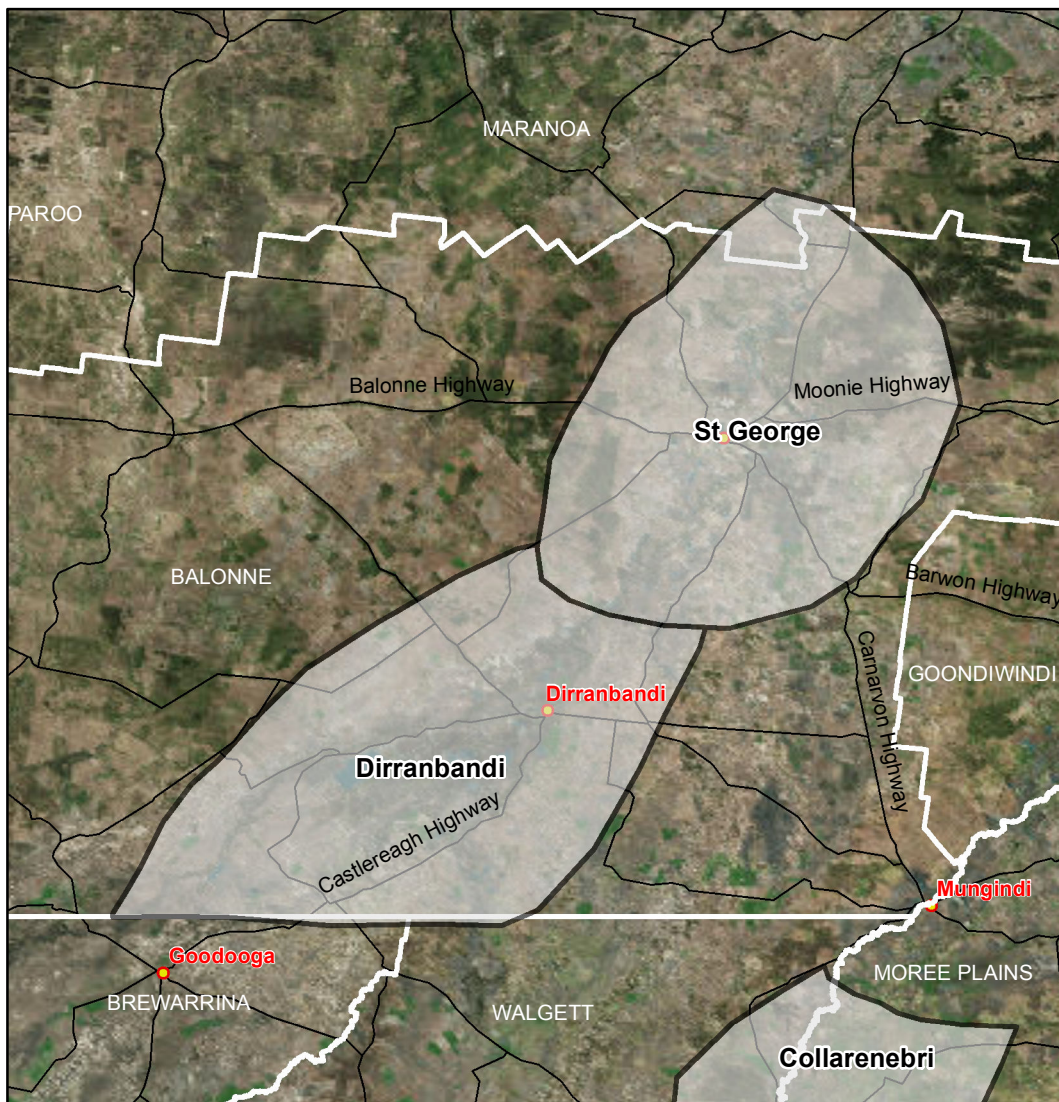 MARANOA
PAROO
Balonne Highway
Moonie Highway
St George
BALONNE
Barwon Highway
GOONDIWINDI
Carnarvon Highway
Dirranbandi
Dirranbandi
Castlereagh Highway
Mungindi
Goodooga
MOREE PLAINS
BREWARRINA
WALGETT
Collarenebri